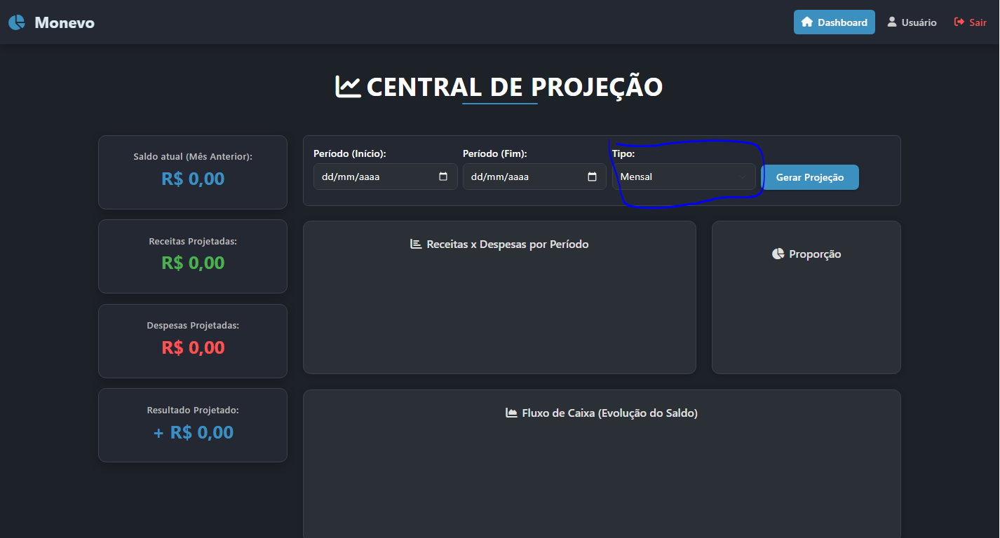 Monevo
Dashboard
Usuário
Sair
CENTRAL DE PROJEÇÃO
Saldo atual (Mês Anterior):
R$ 0,00
Receitas Projetadas:
R$ 0,00
Despesas Projetadas:
R$ 0,00
Resultado Projetado:
+ R$ 0,00
Período (Início):
dd/mm/aaaa
Período (Fim):
dd/mm/aaaa
Tipo:
Mensal
Gerar Projeção
Receitas x Despesas por Período
Proporção
Fluxo de Caixa (Evolução do Saldo)